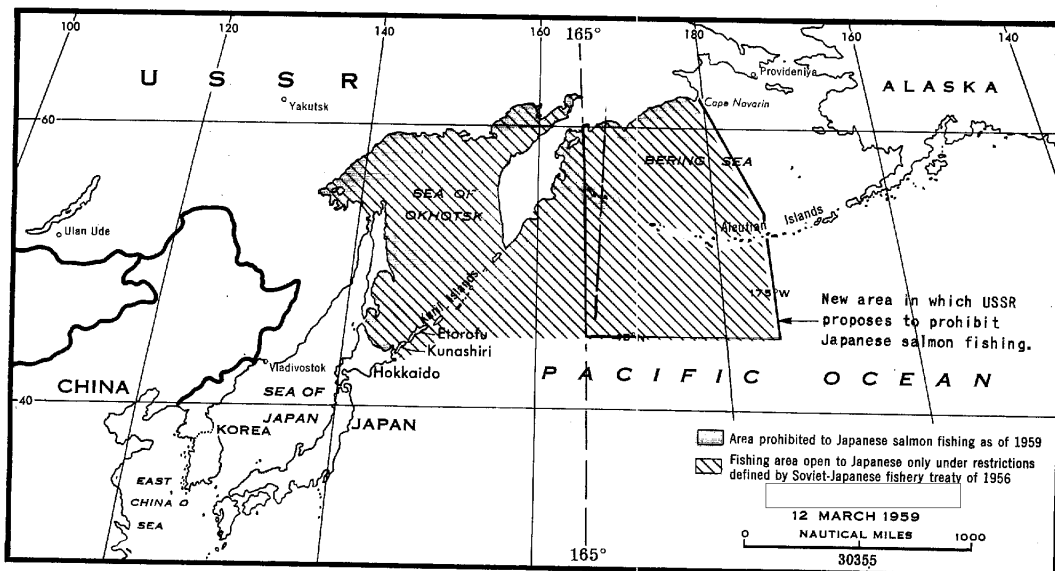 100
120
140
160
165°
180
160
140
U S S R
Yakutsk
Provideniya
Cape Navarin
ALASKA
60
BERING SEA
SEA OF
OKHOTSK
Ulan Ude
Aleutian Islands
175°W
Kuril Islands
Etorofu
Kunashiri
New area in which USSR
proposes to prohibit
Japanese salmon fishing.
Vladivostok
Hokkaido
CHINA
SEA OF
JAPAN
PACIFIC OCEAN
40
KOREA
JAPAN
Area prohibited to Japanese salmon fishing as of 1959
Fishing area open to Japanese only under restrictions
defined by Soviet-Japanese fishery treaty of 1956
EAST
CHINA
SEA
12 MARCH 1959
0 NAUTICAL MILES 1000
165°
30355